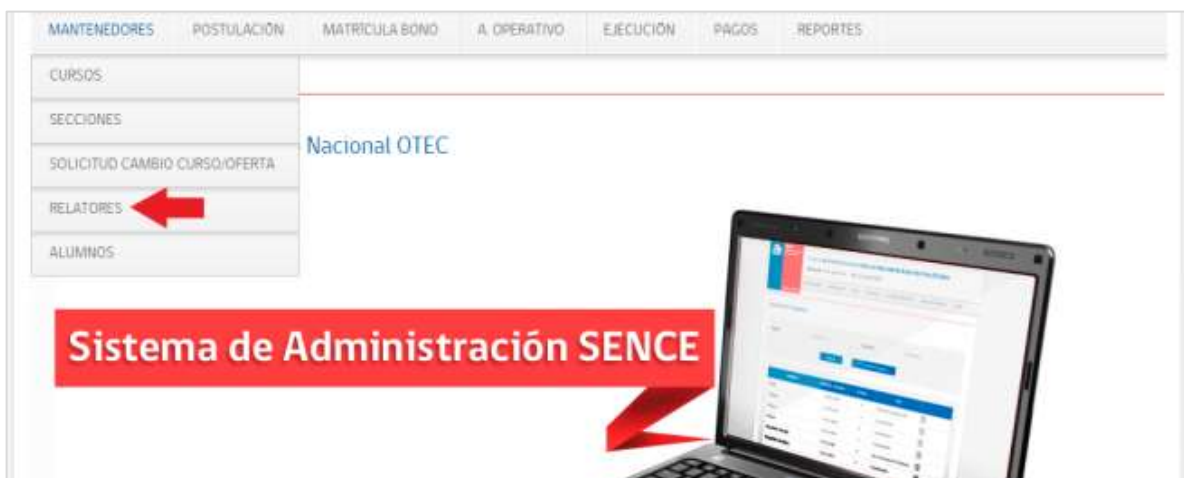 MANTENEDORES POSTULACIÓN MATRÍCULA BONO A. OPERATIVO EJECUCIÓN PAGOS REPORTES
CURSOS
SECCIONES
Nacional OTEC
SOLICITUD CAMBIO CURSO/OFERTA
RELATORES
ALUMNOS
Sistema de Administración SENCE